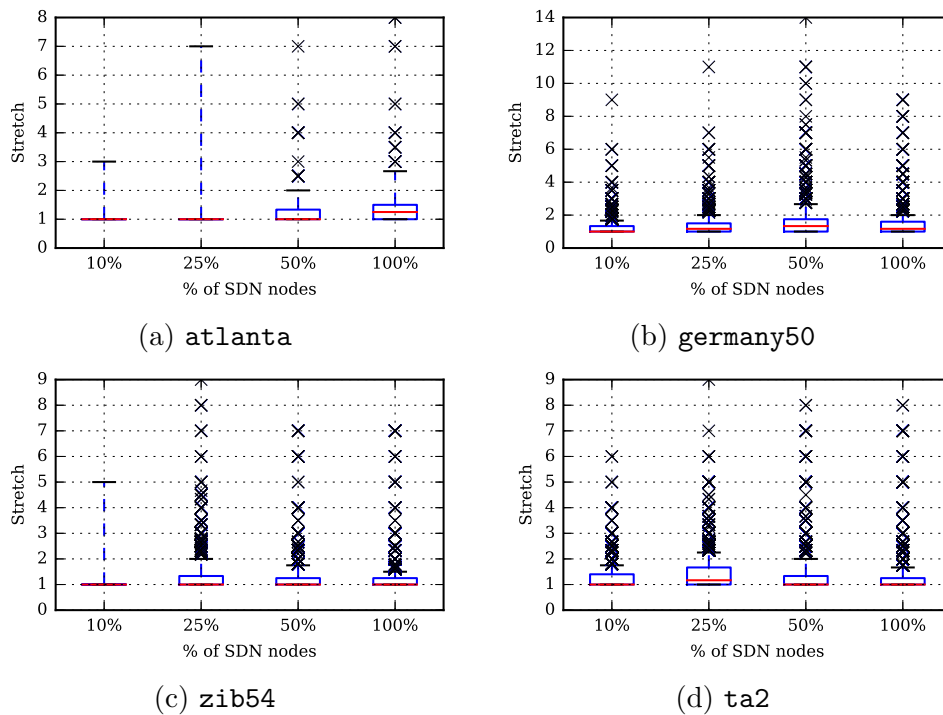 8
7
6
5
4
3
2
1
0
Stretch
10% 25% 50% 100%
% of SDN nodes
(a) atlanta
14
12
10
8
6
4
2
0
Stretch
10% 25% 50% 100%
% of SDN nodes
(b) germany50
9
8
7
6
5
4
3
2
1
0
Stretch
10% 25% 50% 100%
% of SDN nodes
(c) zib54
9
8
7
6
5
4
3
2
1
0
Stretch
10% 25% 50% 100%
% of SDN nodes
(d) ta2